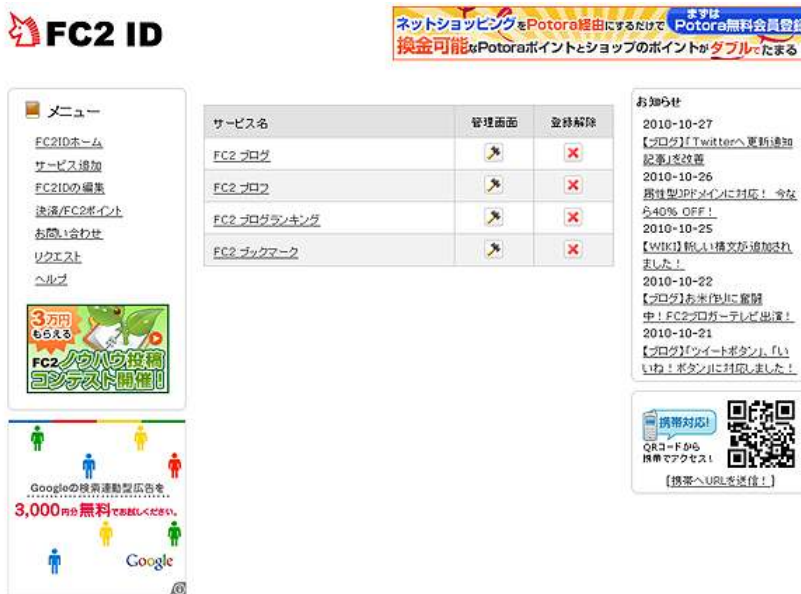 FC2 ID
ネットショッピングをPotora経由にするだけで
まずは
Potora無料会員登録
換金可能なPotoraポイントとショップのポイントがダブルでたまる
メニュー
FC2IDホーム
サービス追加
FC2IDの編集
決済/FC2ポイント
お問い合わせ
リクエスト
ヘルプ
3万円
もらえる
FC2ノウハウ投稿
コンテスト開催!
Googleの検索連動型広告を
3,000円分無料でお試しください。
Google
サービス名 管理画面 登録解除
FC2 ブログ
FC2 プロフ
FC2 ブログランキング
FC2 ブックマーク
お知らせ
2010-10-27
【ブログ】「Twitterへ更新通知
記事」を改善
2010-10-26
属性型JPドメインに対応! 今な
ら40% OFF!
2010-10-25
【WIKI】新しい構文が追加され
ました!
2010-10-22
【ブログ】お米作りに奮闘
中!FC2ブロガーテレビ出演!
2010-10-21
【ブログ】「ツイートボタン」、「い
いね!ボタン」に対応しました!
携帯対応!
QRコードから
携帯でアクセス!
[携帯へURLを送信!]